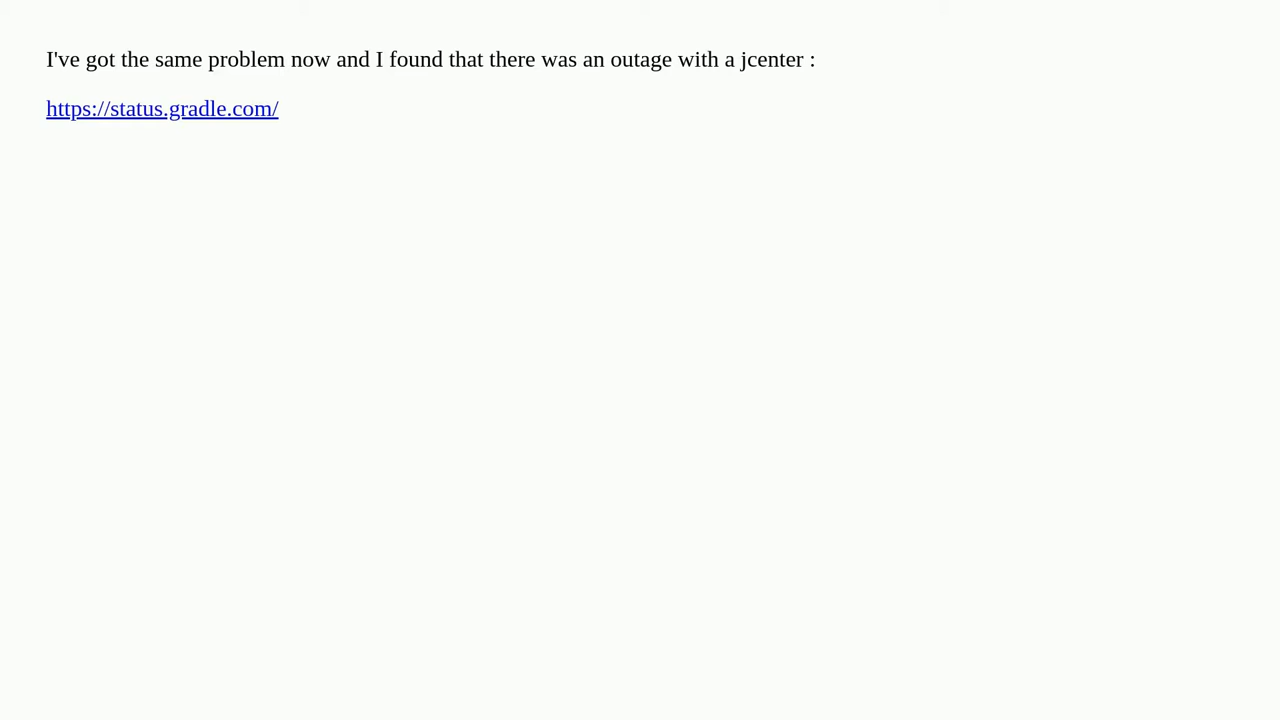 I've got the same problem now and I found that there was an outage with a jcenter :
https://status.gradle.com/